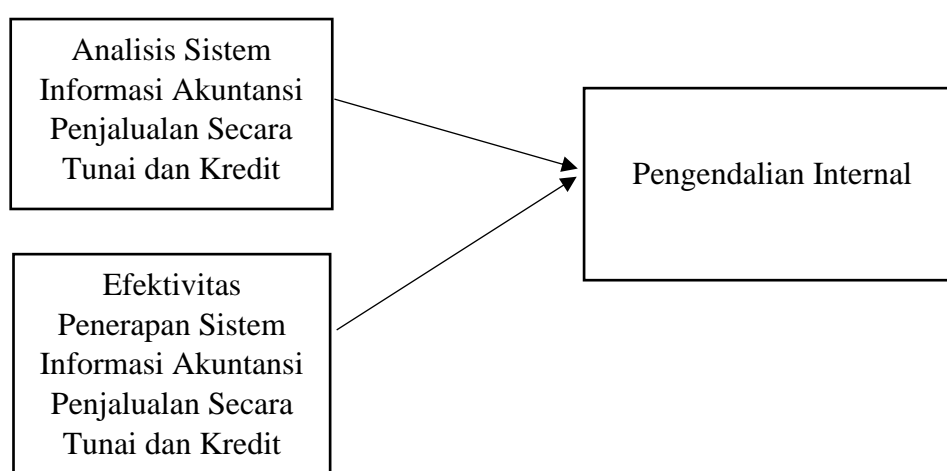 Analisis Sistem
Informasi Akuntansi
Penjalualan Secara
Tunai dan Kredit
Pengendalian Internal
Efektivitas
Penerapan Sistem
Informasi Akuntansi
Penjalualan Secara
Tunai dan Kredit